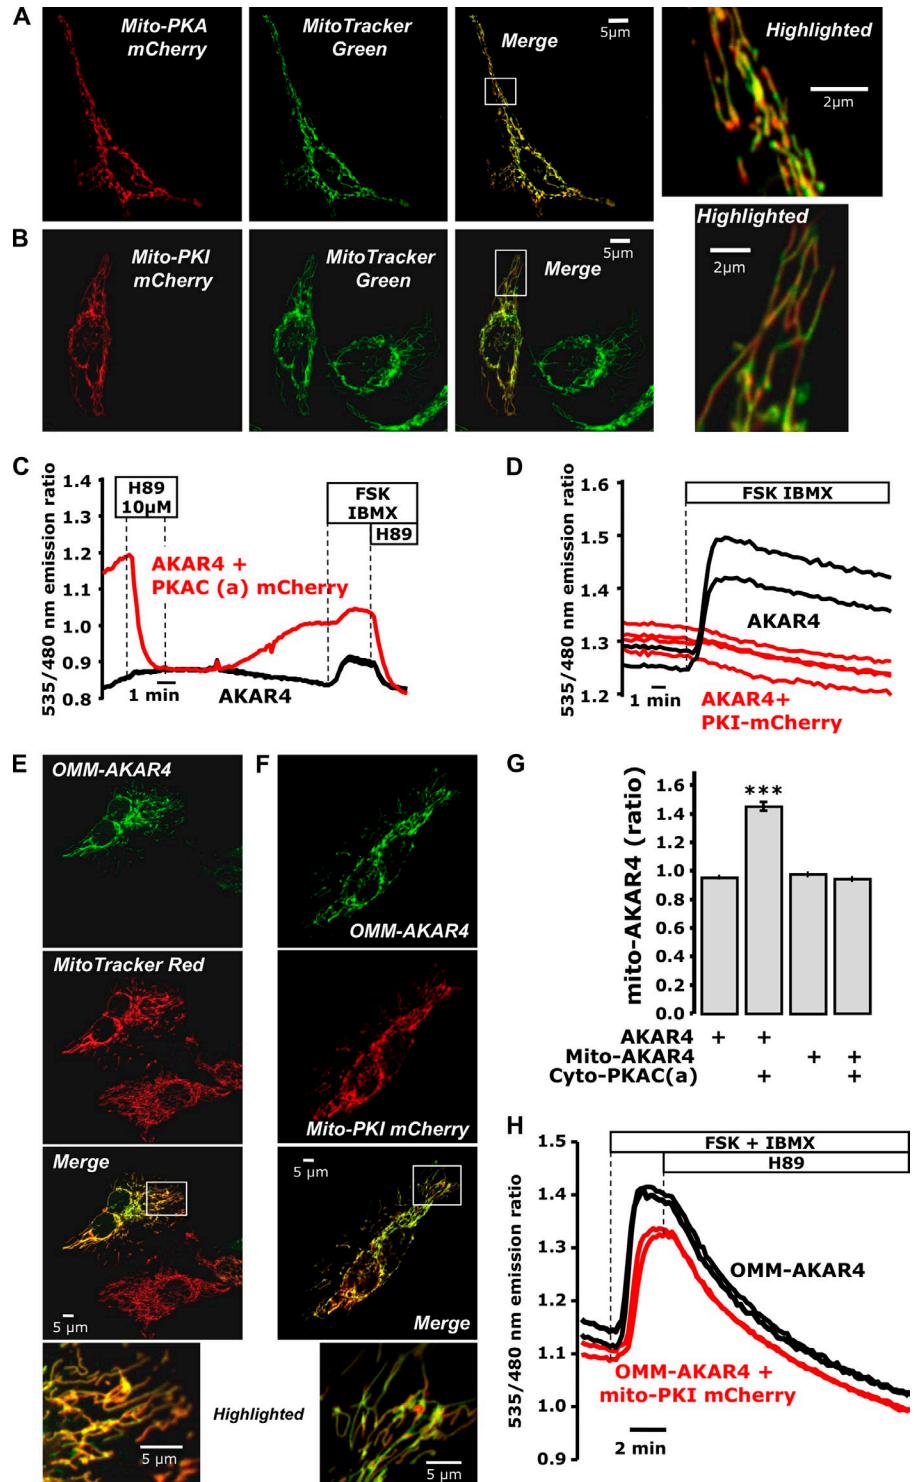 A
Mito-PKA
mCherry
MitoTracker
Green
Merge
5µm
Highlighted
2µm
B
Mito-PKI
mCherry
MitoTracker
Green
Merge
5µm
Highlighted
2µm
C
535/480 nm emission ratio
1.4
1.3
1.2
1.1
1.0
0.9
0.8
H89
10µM
FSK
IBMX
H89
AKAR4 +
PKAC (a) mCherry
AKAR4
1 min
D
535/480 nm emission ratio
1.6
1.5
1.4
1.3
1.2
FSK IBMX
AKAR4
1 min
AKAR4+
PKI-mCherry
E
OMM-AKAR4
MitoTracker Red
Merge
5 µm
5 µm
Highlighted
F
OMM-AKAR4
Mito-PKI mCherry
5 µm
Merge
5 µm
G
mito-AKAR4 (ratio)
1.6
1.4
1.2
1.0
0.8
0.6
0.4
0.2
0.0
***
AKAR4 + +
Mito-AKAR4 + +
Cyto-PKAC(a) + +
H
535/480 nm emission ratio
1.5
1.4
1.3
1.2
1.1
1.0
0.9
FSK + IBMX
H89
OMM-AKAR4
OMM-AKAR4 +
mito-PKI mCherry
2 min